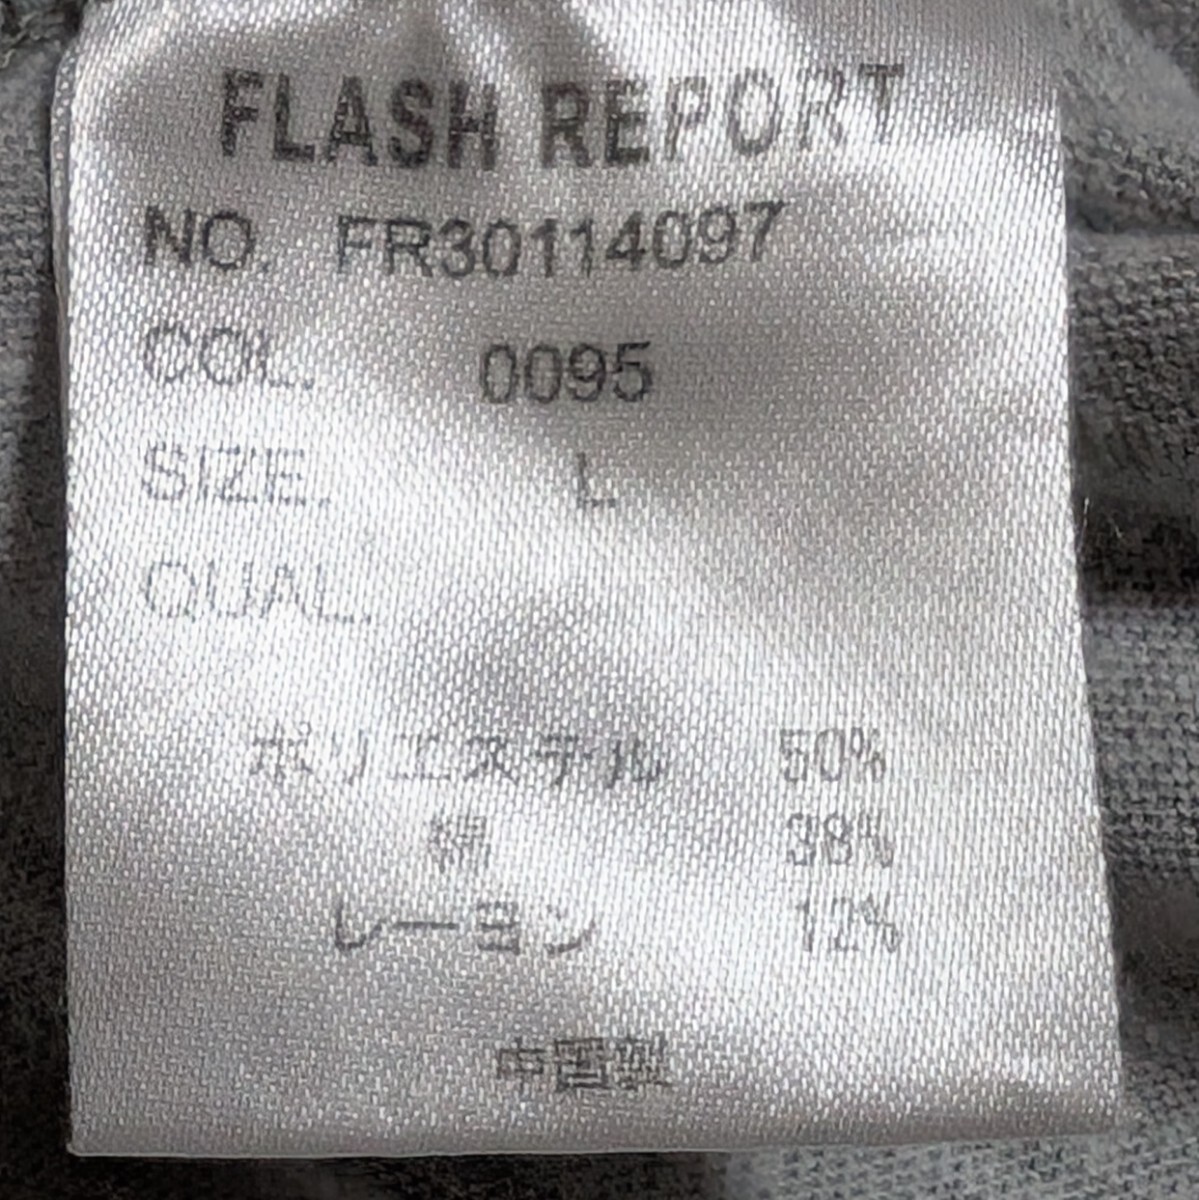 FLASH REPORT
NO. FR30114097
COL. 0095
SIZE. L
QUAL.
ポリエステル 50%
綿 38%
レーヨン 12%
中国製